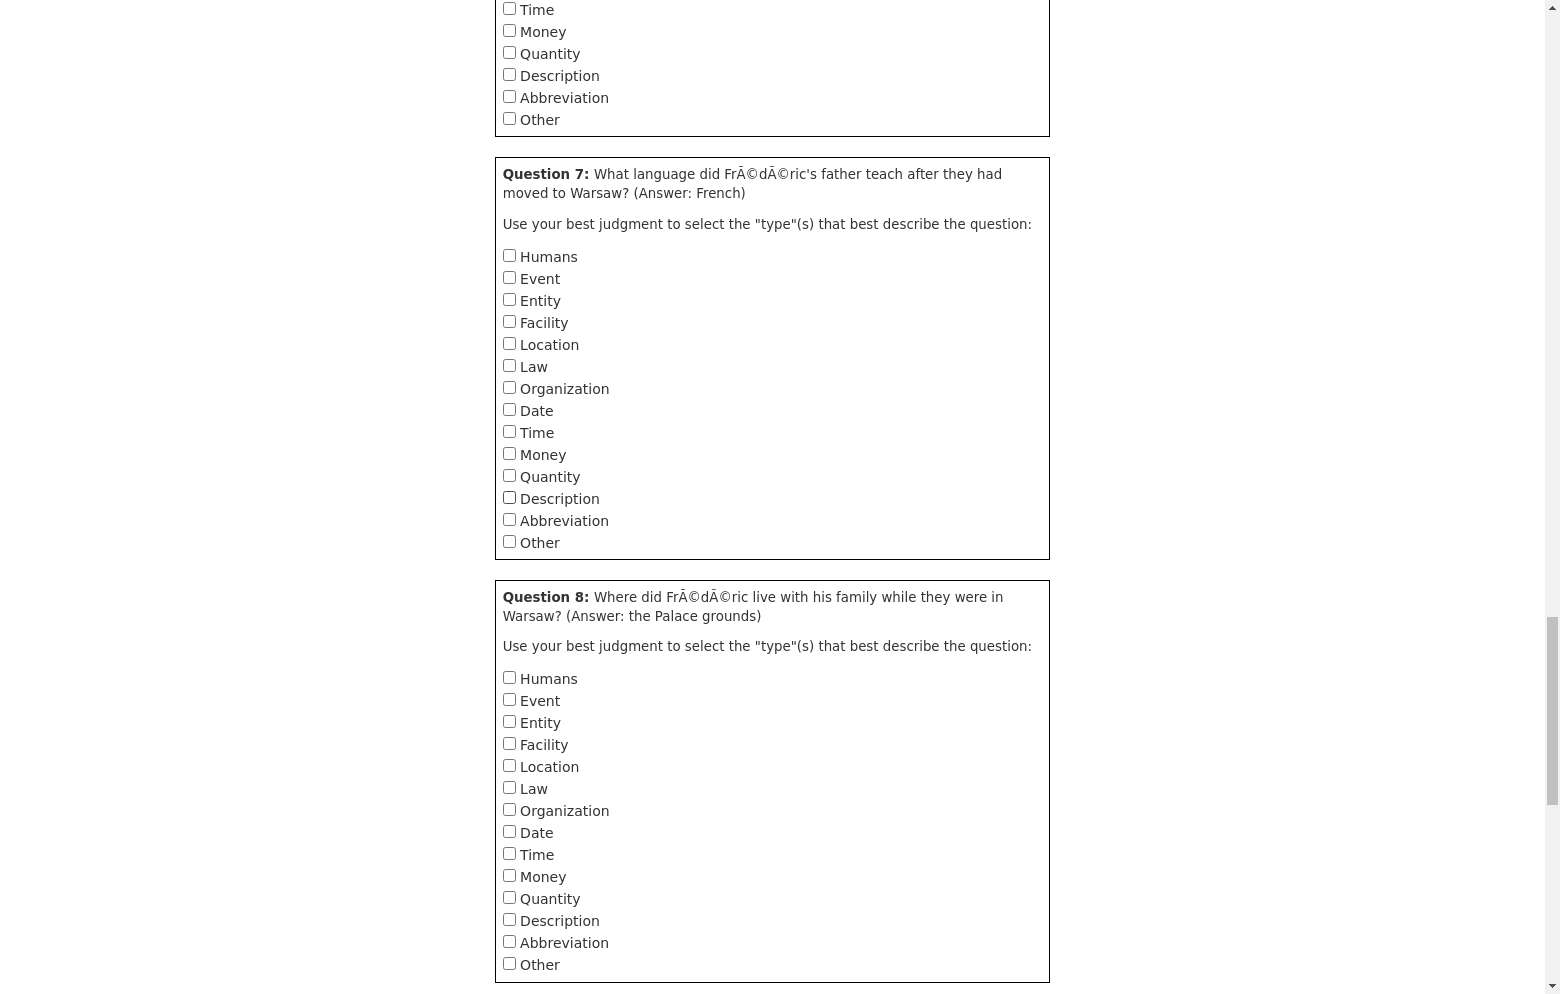 Time
Money
Quantity
Description
Abbreviation
Other
Question 7: What language did FrÃ©dÃ©ric's father teach after they had
moved to Warsaw? (Answer: French)
Use your best judgment to select the "type"(s) that best describe the question:
Humans
Event
Entity
Facility
Location
Law
Organization
Date
Time
Money
Quantity
Description
Abbreviation
Other
Question 8: Where did FrÃ©dÃ©ric live with his family while they were in
Warsaw? (Answer: the Palace grounds)
Use your best judgment to select the "type"(s) that best describe the question:
Humans
Event
Entity
Facility
Location
Law
Organization
Date
Time
Money
Quantity
Description
Abbreviation
Other